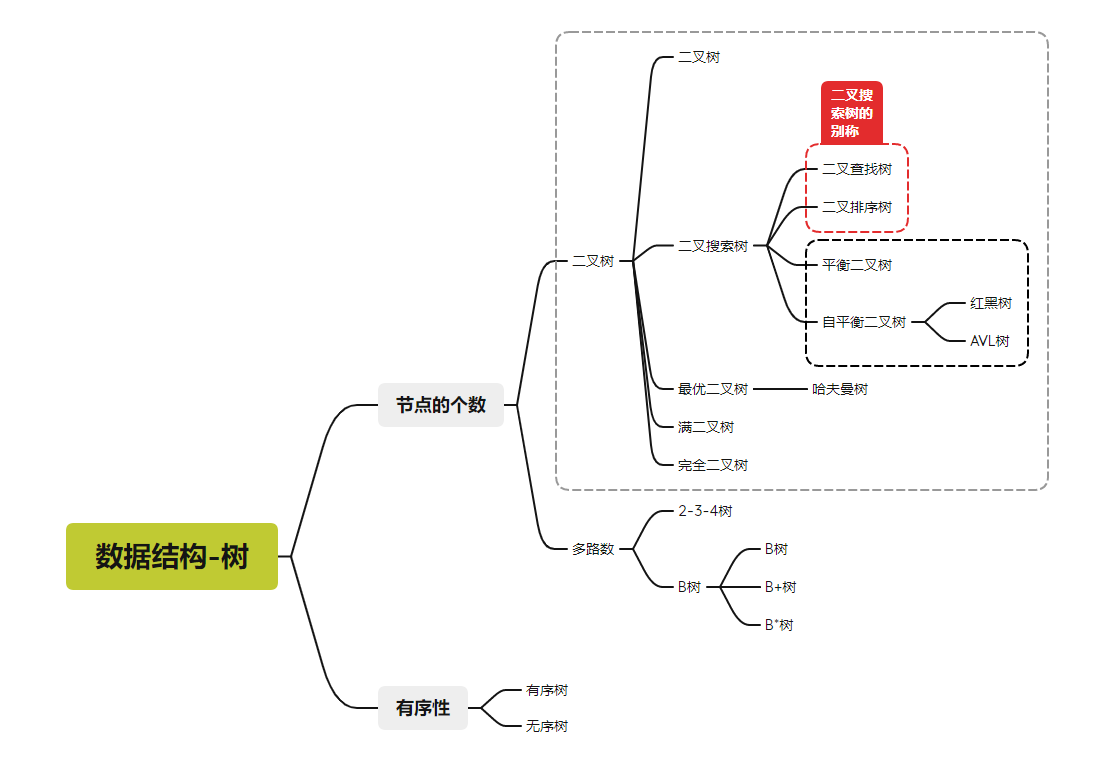 数据结构-树
节点的个数
二叉树
二叉树
二叉搜索树
二叉搜
索树的
别称
二叉查找树
二叉排序树
平衡二叉树
自平衡二叉树
红黑树
AVL树
最优二叉树
哈夫曼树
满二叉树
完全二叉树
多路数
2-3-4树
B树
B树
B+树
B*树
有序性
有序树
无序树